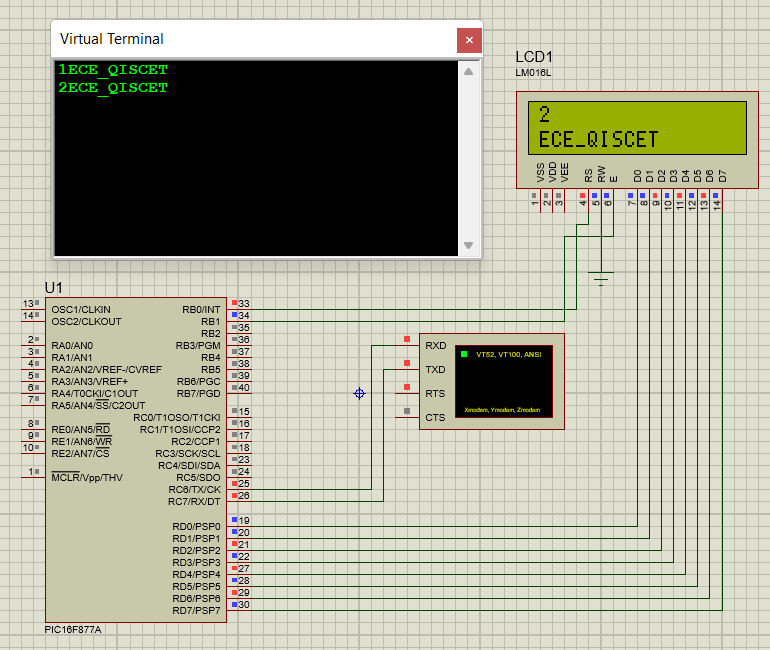 Virtual Terminal
1ECE_QISCET
2ECE_QISCET
LCD1
LM016L
2
ECE_QISCET
VSS
VDD
VEE
RS
RW
E
D0
D1
D2
D3
D4
D5
D6
D7
1
2
3
4
5
6
7
8
9
10
11
12
13
14
U1
13 OSC1/CLKIN
14 OSC2/CLKOUT
2 RA0/AN0
3 RA1/AN1
4 RA2/AN2/VREF-/CVREF
5 RA3/AN3/VREF+
6 RA4/T0CKI/C1OUT
7 RA5/AN4/SS/C2OUT
8 RE0/AN5/RD
9 RE1/AN6/WR
10 RE2/AN7/CS
1 MCLR/Vpp/THV
RB0/INT 33
RB1 34
RB2 35
RB3/PGM 36
RB4 37
RB5 38
RB6/PGC 39
RB7/PGD 40
RC0/T1OSO/T1CKI 15
RC1/T1OSI/CCP2 16
RC2/CCP1 17
RC3/SCK/SCL 18
RC4/SDI/SDA 23
RC5/SDO 24
RC6/TX/CK 25
RC7/RX/DT 26
RD0/PSP0 19
RD1/PSP1 20
RD2/PSP2 21
RD3/PSP3 22
RD4/PSP4 27
RD5/PSP5 28
RD6/PSP6 29
RD7/PSP7 30
PIC16F877A
RXD
TXD
RTS
CTS
VT52, VT100, ANSI
Xmodem, Ymodem, Zmodem